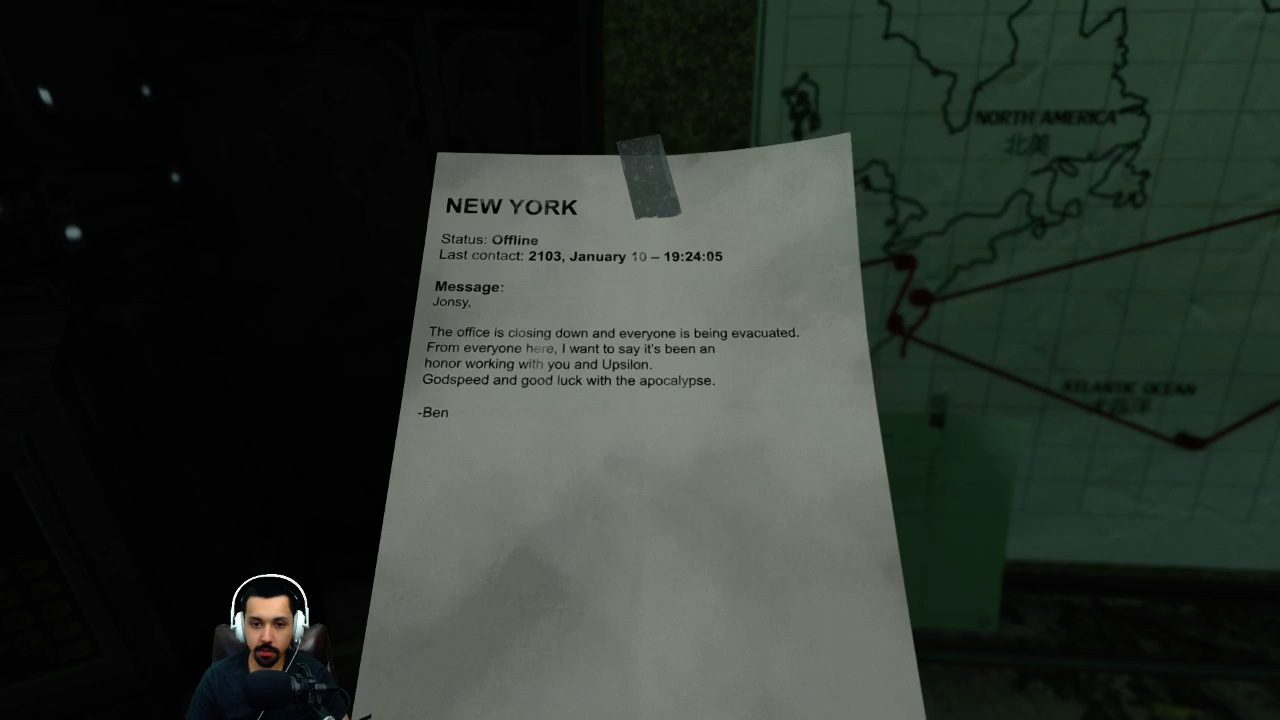 NEW YORK
Status: Offline
Last contact: 2103, January 10 – 19:24:05
Message:
Jonsy,
The office is closing down and everyone is being evacuated.
From everyone here, I want to say it's been an
honor working with you and Upsilon.
Godspeed and good luck with the apocalypse.
-Ben
NORTH AMERICA
北美
ATLANTIC OCEAN